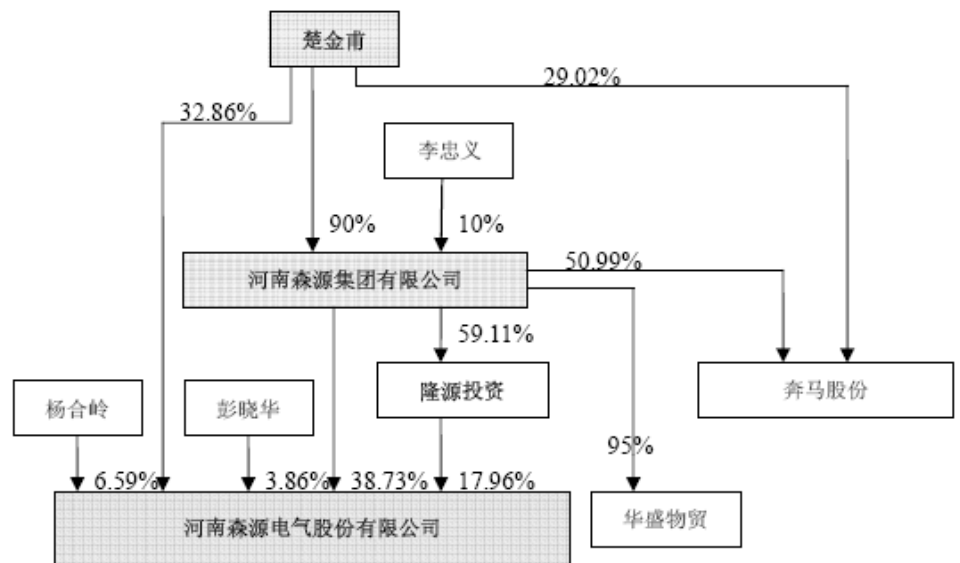 楚金甫
29.02%
32.86%
李忠义
90%
10%
河南森源集团有限公司
50.99%
59.11%
隆源投资
奔马股份
杨合岭
彭晓华
95%
6.59%
3.86%
38.73%
17.96%
河南森源电气股份有限公司
华盛物贸